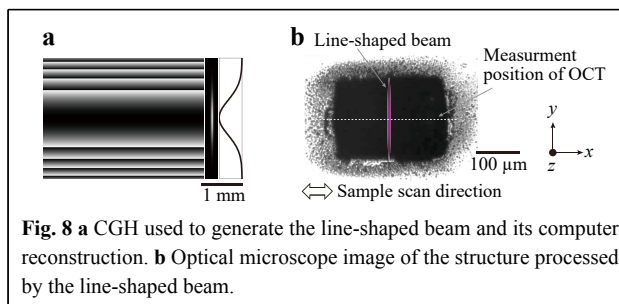 a
1 mm
b
Line-shaped beam
Measurment
position of OCT
100 µm
y
x
z
Sample scan direction
Fig. 8 a CGH used to generate the line-shaped beam and its computer
reconstruction. b Optical microscope image of the structure processed
by the line-shaped beam.